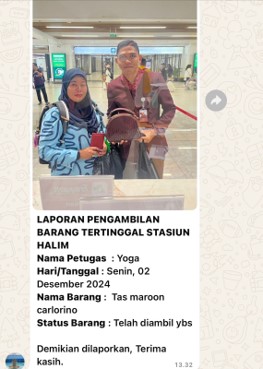 LAPORAN PENGAMBILAN
BARANG TERTINGGAL STASIUN
HALIM
Nama Petugas : Yoga
Hari/Tanggal : Senin, 02
Desember 2024
Nama Barang : Tas maroon
carlorino
Status Barang : Telah diambil ybs
Demikian dilaporkan, Terima
kasih.
13.32